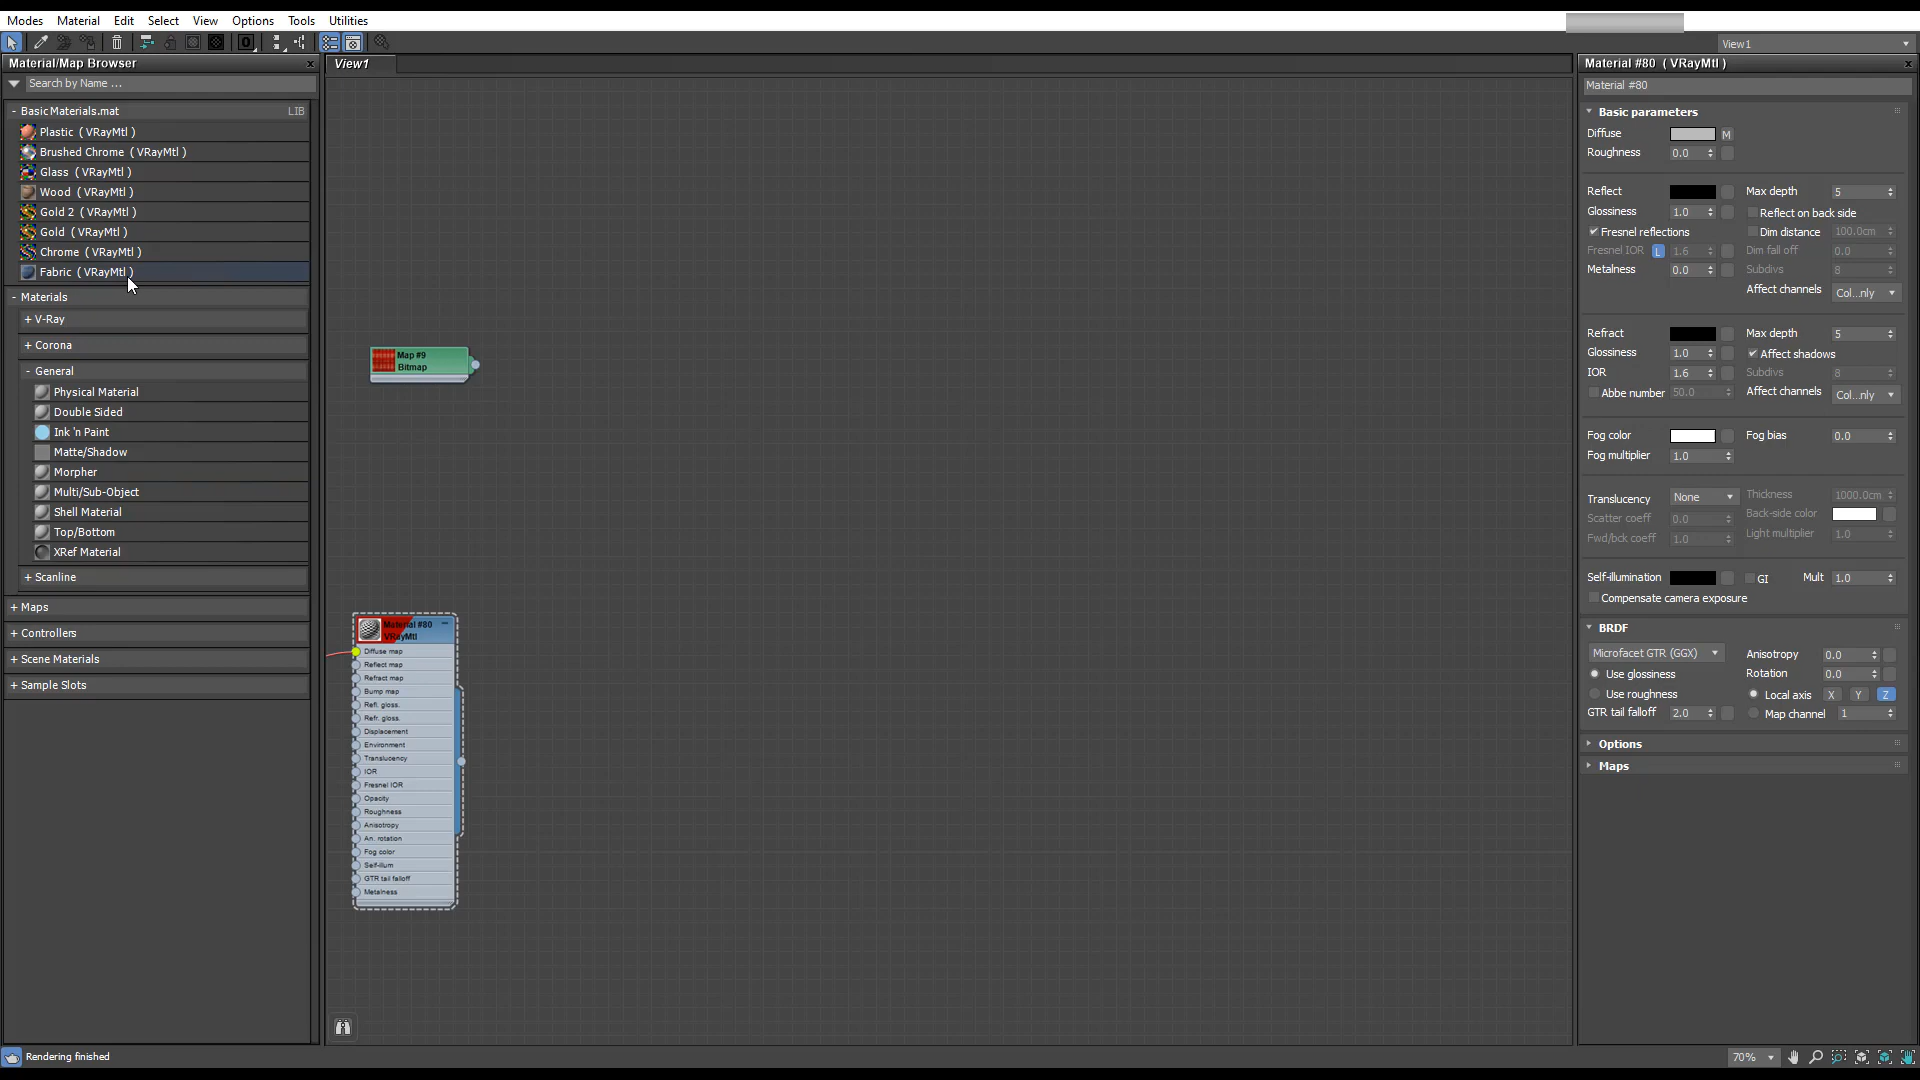 Modes Material Edit Select View Options Tools Utilities
View1
Material/Map Browser
Search by Name ...
- BasicMaterials.mat LIB
Plastic ( VRayMtl )
Brushed Chrome ( VRayMtl )
Glass ( VRayMtl )
Wood ( VRayMtl )
Gold 2 ( VRayMtl )
Gold ( VRayMtl )
Chrome ( VRayMtl )
Fabric ( VRayMtl )
- Materials
+ V-Ray
+ Corona
- General
Physical Material
Double Sided
Ink 'n Paint
Matte/Shadow
Morpher
Multi/Sub-Object
Shell Material
Top/Bottom
XRef Material
+ Scanline
+ Maps
+ Controllers
+ Scene Materials
+ Sample Slots
View1
Map #9
Bitmap
Material #80
VRayMtl
Diffuse map
Reflect map
Refract map
Bump map
Refl. gloss.
Refr. gloss.
Displacement
Environment
Translucency
IOR
Fresnel IOR
Opacity
Roughness
Anisotropy
An. rotation
Fog color
Self-illum
GTR tail falloff
Metalness
Material #80 ( VRayMtl )
Material #80
Basic parameters
Diffuse M
Roughness 0.0
Reflect Max depth 5
Glossiness 1.0 Reflect on back side
Fresnel reflections Dim distance 100.0cm
Fresnel IOR L 1.6 Dim fall off 0.0
Metalness 0.0 Subdivs 8
Affect channels Col...nly
Refract Max depth 5
Glossiness 1.0 Affect shadows
IOR 1.6 Subdivs 8
Abbe number 50.0 Affect channels Col...nly
Fog color Fog bias 0.0
Fog multiplier 1.0
Translucency None Thickness 1000.0cm
Scatter coeff 0.0 Back-side color
Fwd/bck coeff 1.0 Light multiplier 1.0
Self-illumination GI Mult 1.0
Compensate camera exposure
BRDF
Microfacet GTR (GGX) Anisotropy 0.0
Use glossiness Rotation 0.0
Use roughness Local axis X Y Z
GTR tail falloff 2.0 Map channel 1
Options
Maps
Rendering finished
70%